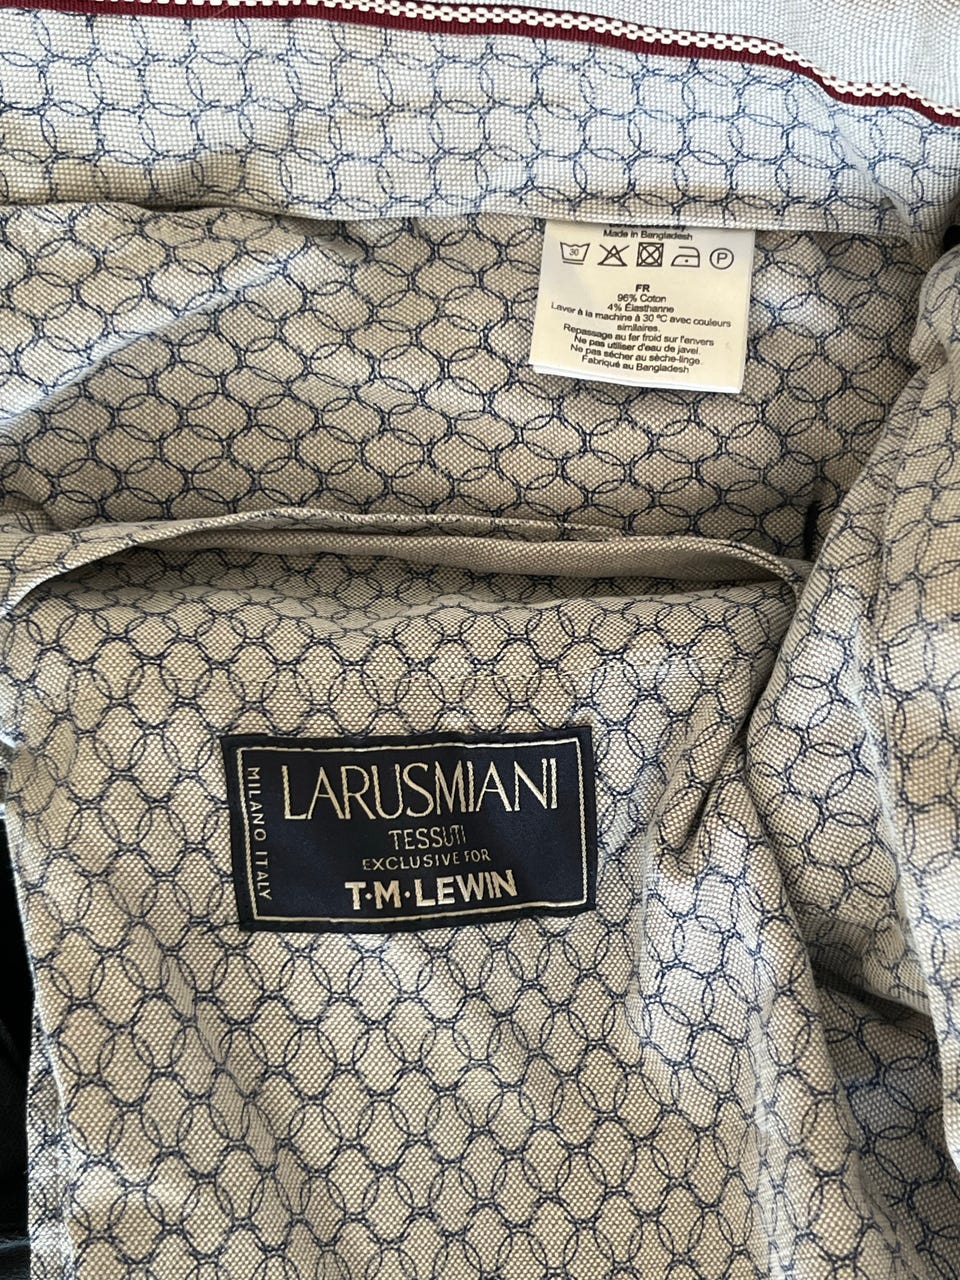 Made in Bangladesh
30
P
FR
96% Coton
4% Élasthanne
Laver à la machine à 30 ºC avec couleurs
similaires.
Repassage au fer froid sur l'envers
Ne pas utiliser d'eau de javel.
Ne pas sécher au sèche-linge.
Fabriqué au Bangladesh
LARUSMIANI
TESSUTI
EXCLUSIVE FOR
T·M·LEWIN
MILANO ITALY